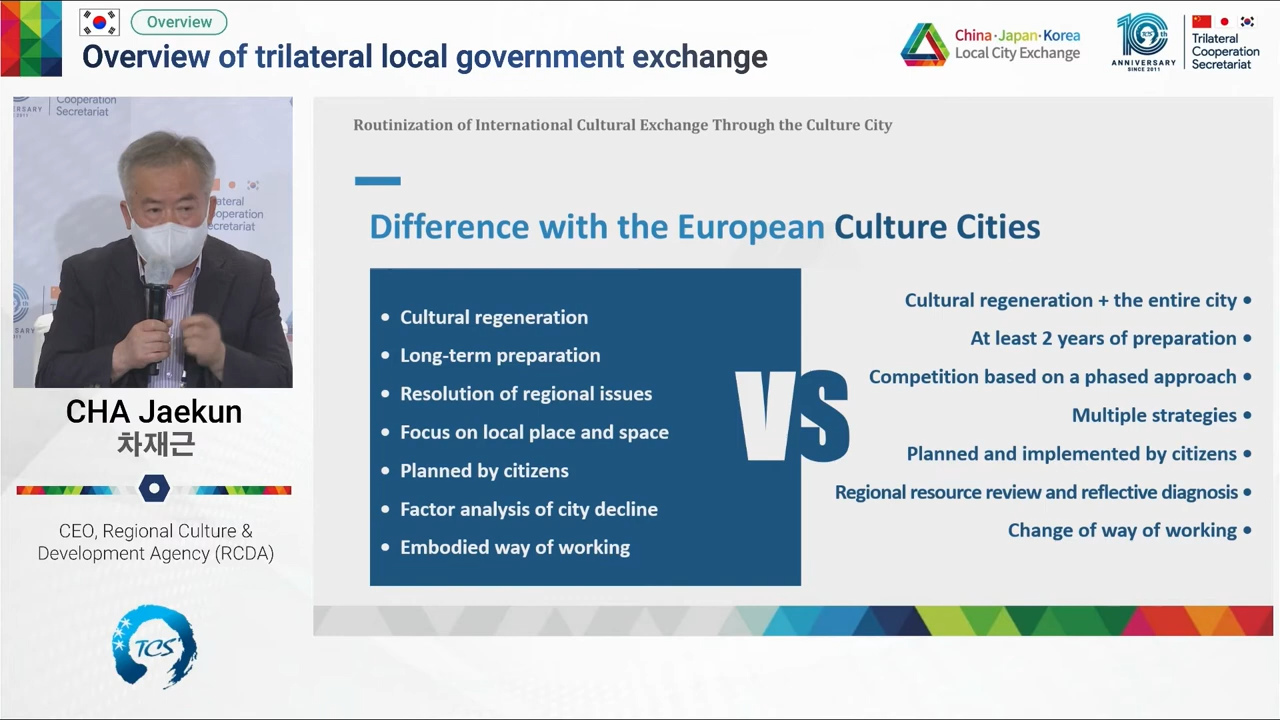 Overview
Overview of trilateral local government exchange
China·Japan·Korea
Local City Exchange
10
TCS
ANNIVERSARY
SINCE 2011
Trilateral
Cooperation
Secretariat
Cooperation
Secretariat
CHA Jaekun
차재근
CEO, Regional Culture &
Development Agency (RCDA)
TCS
Routinization of International Cultural Exchange Through the Culture City
Difference with the European Culture Cities
• Cultural regeneration
• Long-term preparation
• Resolution of regional issues
• Focus on local place and space
• Planned by citizens
• Factor analysis of city decline
• Embodied way of working
VS
Cultural regeneration + the entire city •
At least 2 years of preparation •
Competition based on a phased approach •
Multiple strategies •
Planned and implemented by citizens •
Regional resource review and reflective diagnosis •
Change of way of working •